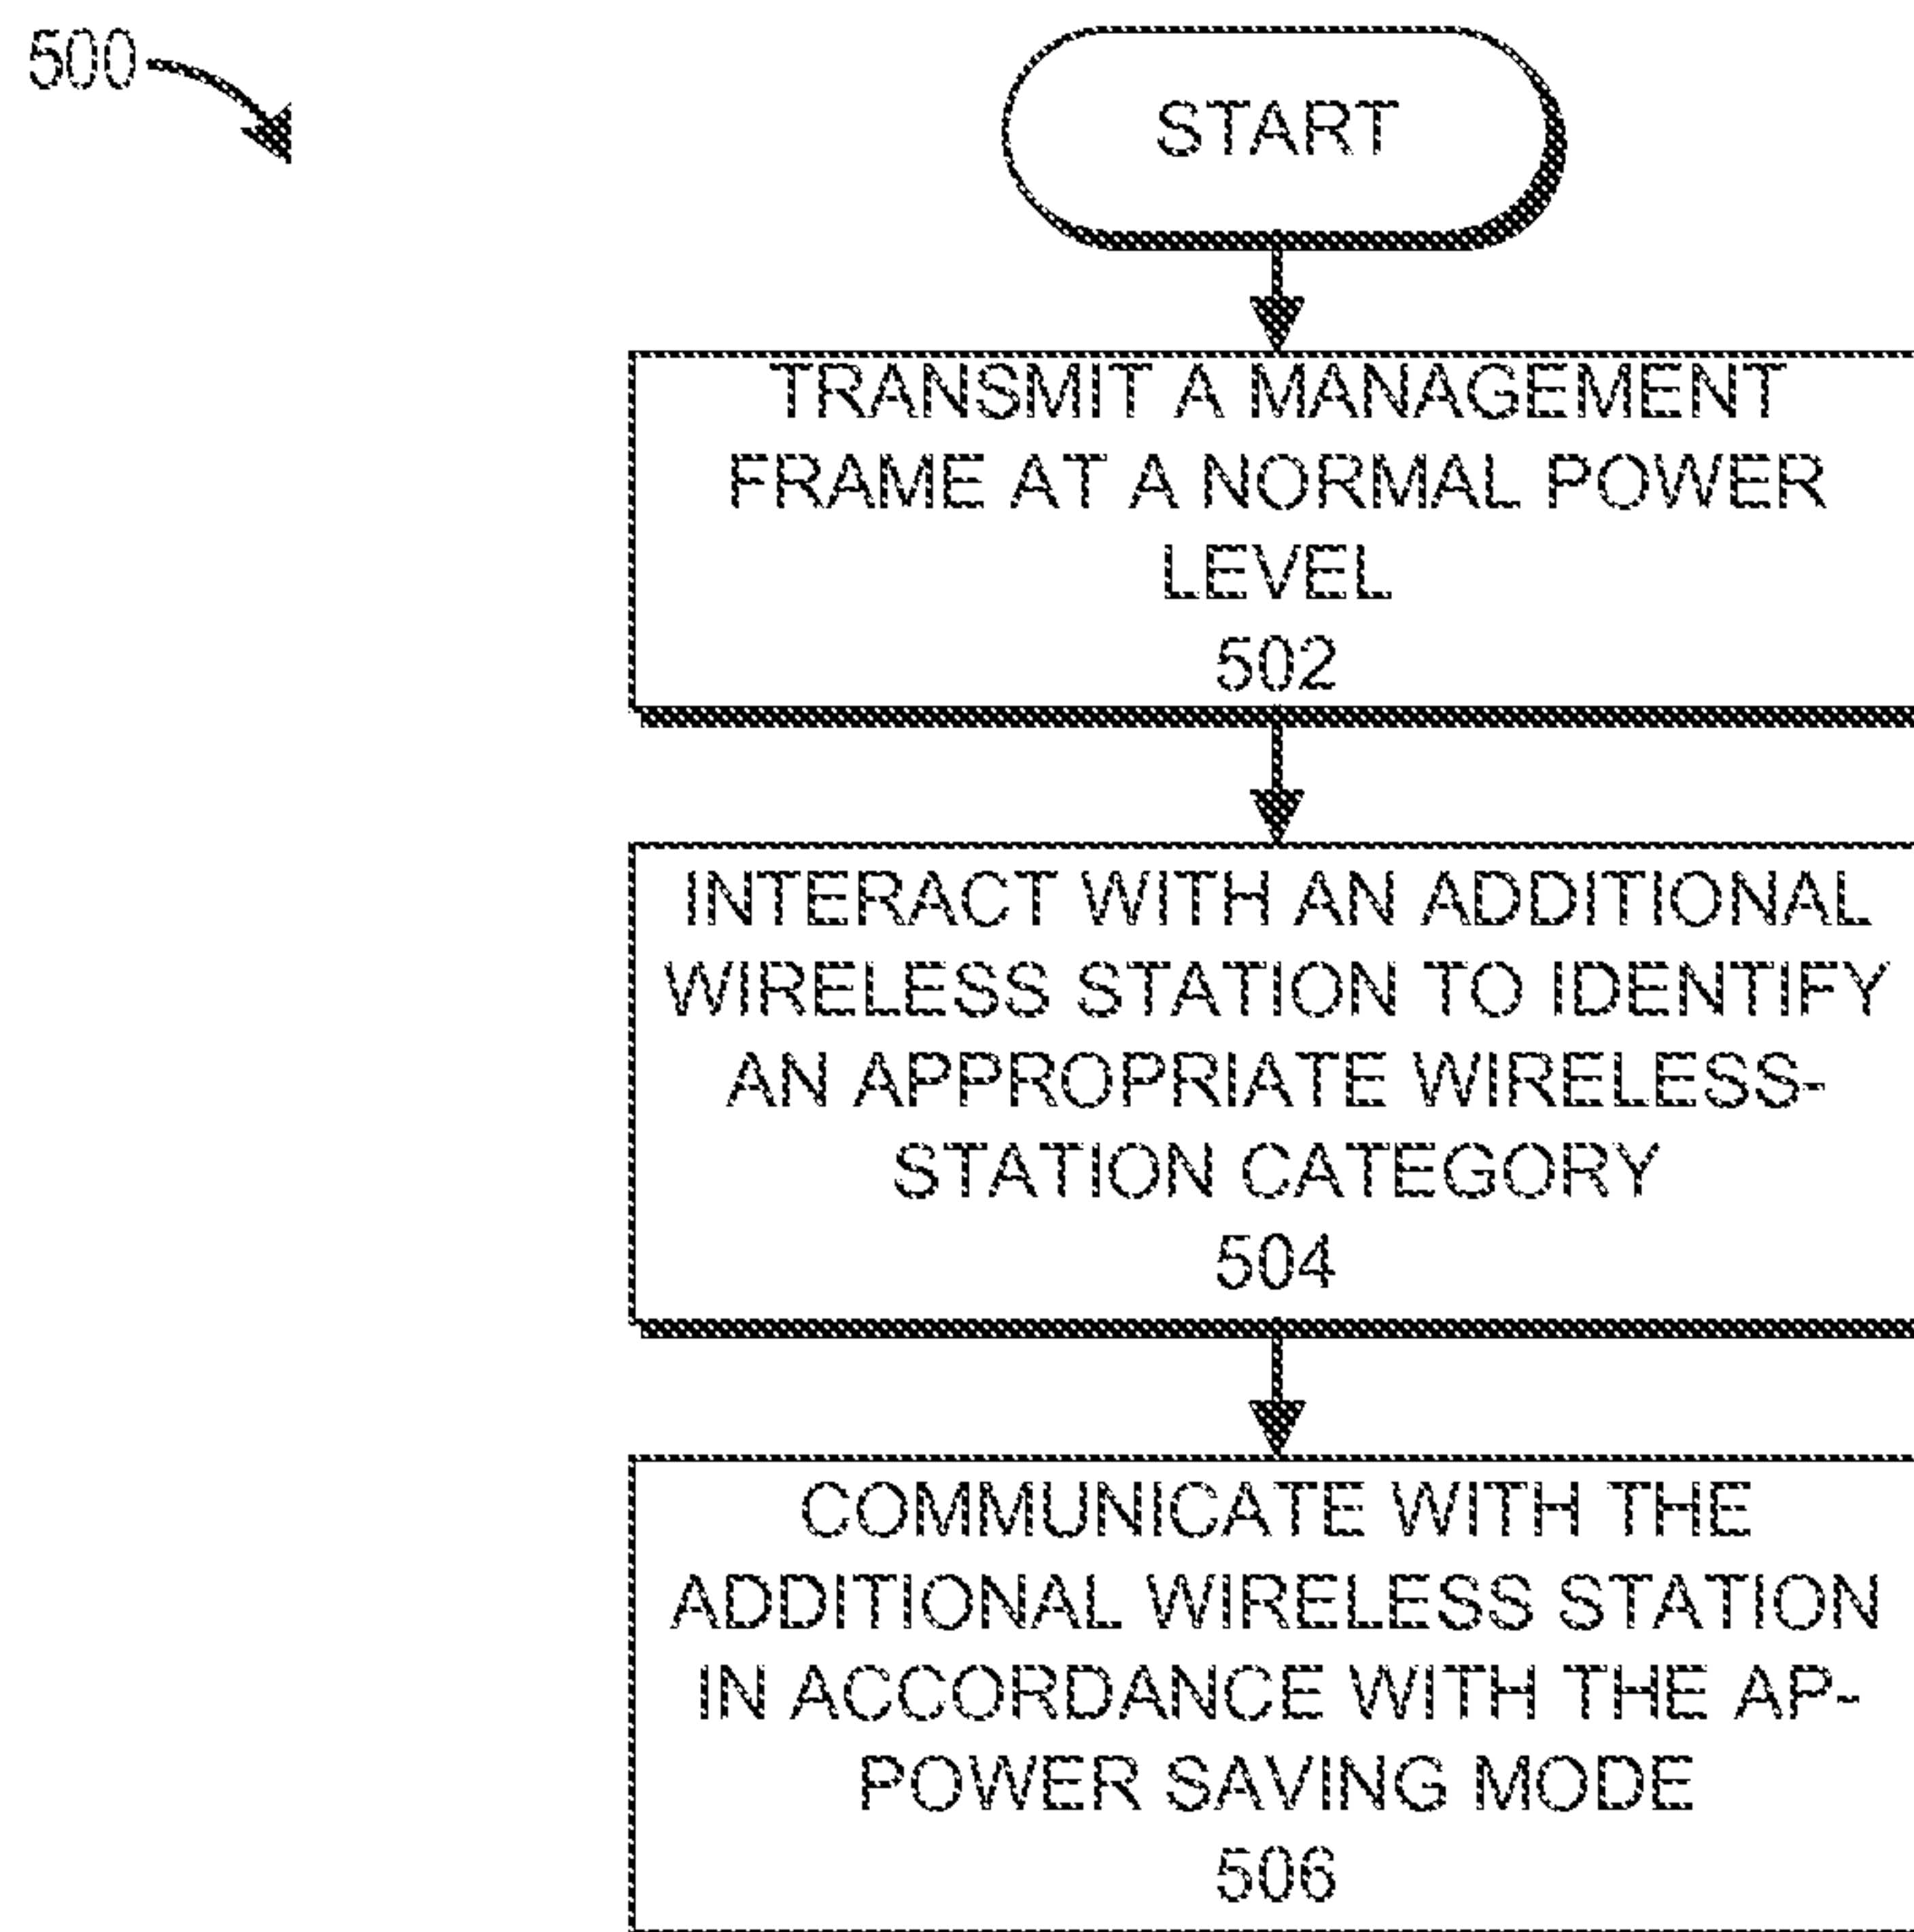 500
START
TRANSMIT A MANAGEMENT
FRAME AT A NORMAL POWER
LEVEL
502
INTERACT WITH AN ADDITIONAL
WIRELESS STATION TO IDENTIFY
AN APPROPRIATE WIRELESS-
STATION CATEGORY
504
COMMUNICATE WITH THE
ADDITIONAL WIRELESS STATION
IN ACCORDANCE WITH THE AP-
POWER SAVING MODE
506